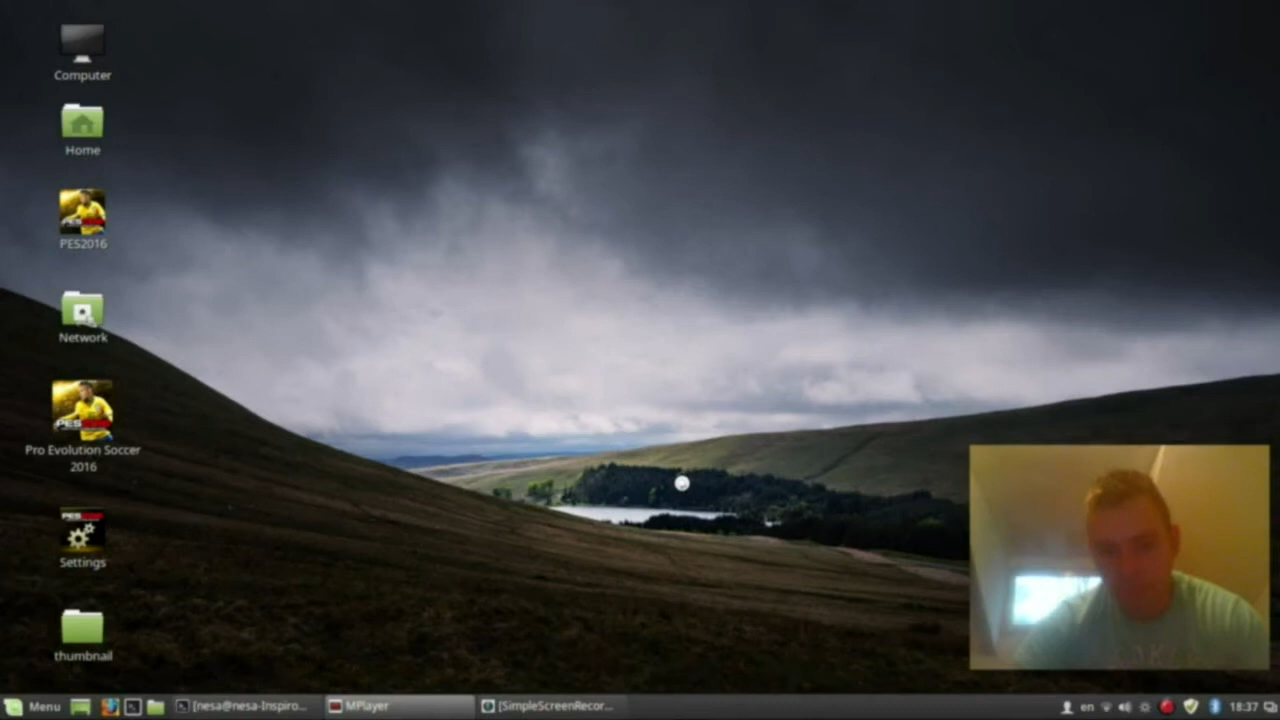 Computer
Home
PES2016
Network
Pro Evolution Soccer
2016
Settings
thumbnail
Menu
[nesa@nesa-Inspiro...
MPlayer
[SimpleScreenRecor...
en
18:37